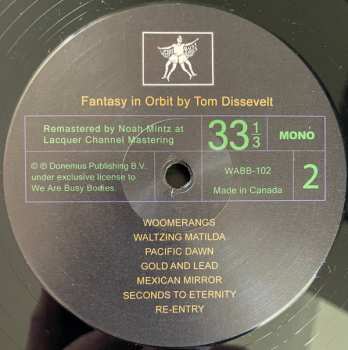 Fantasy in Orbit by Tom Dissevelt
Remastered by Noah Mintz at
Lacquer Channel Mastering
33 1/3
MONO
© ℗ Donemus Publishing B.V.
under exclusive license to
We Are Busy Bodies.
WABB-102
Made in Canada
2
WOOMERANGS
WALTZING MATILDA
PACIFIC DAWN
GOLD AND LEAD
MEXICAN MIRROR
SECONDS TO ETERNITY
RE-ENTRY